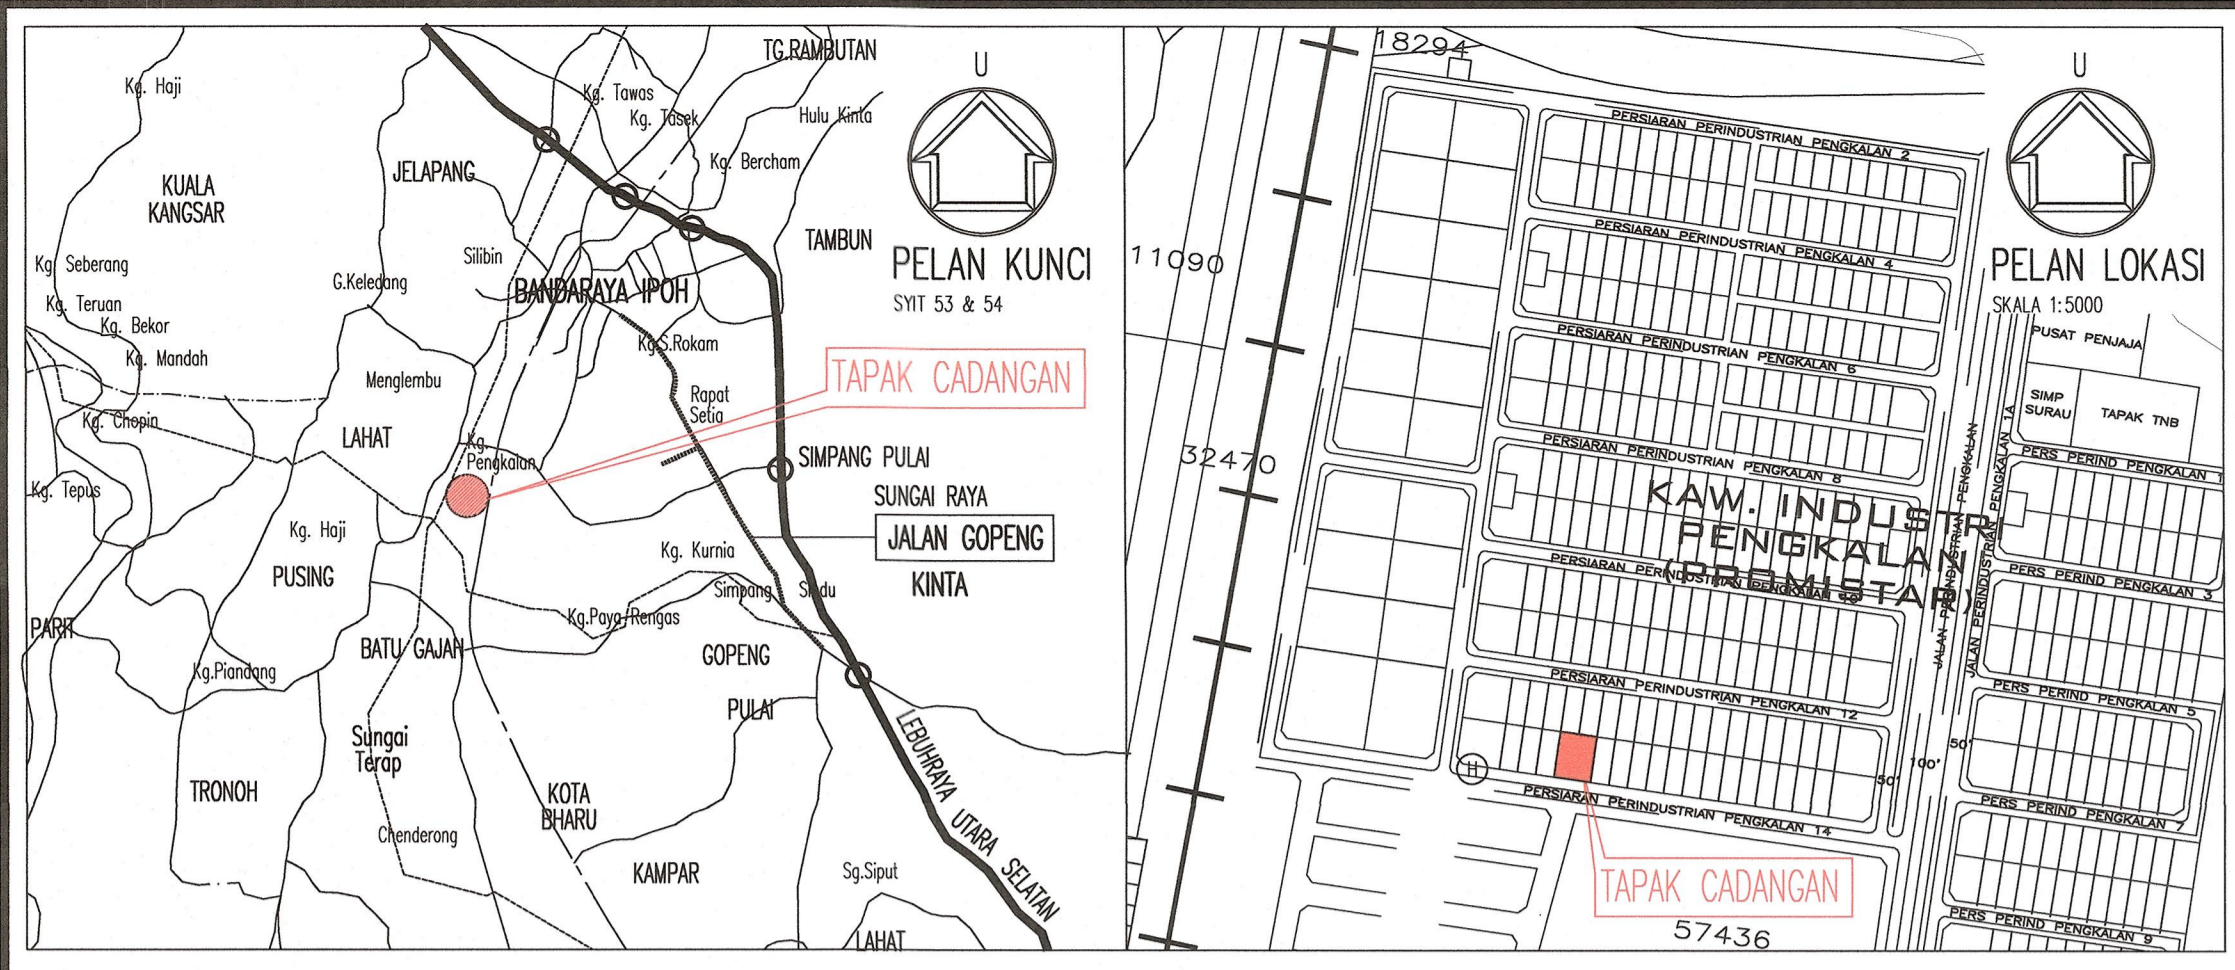 Kg. Haji
KUALA
KANGSAR
Kg. Seberang
Kg. Teruan
Kg. Bekor
Kg. Mandah
Kg. Chopin
Kg. Tepus
PARIT
Kg.Piandang
TRONOH
JELAPANG
Silibin
G.Keledang
BANDARAYA IPOH
Menglembu
LAHAT
Kg.
Pengkalan
Kg. Haji
PUSING
BATU GAJAH
Sungai
Terap
Chenderong
KOTA
BHARU
KAMPAR
TG.RAMBUTAN
Kg. Tawas
Kg. Tasek
Hulu Kinta
Kg. Bercham
TAMBUN
Kg.S.Rokam
Rapat
Setia
TAPAK CADANGAN
SIMPANG PULAI
SUNGAI RAYA
JALAN GOPENG
KINTA
Kg. Kurnia
Simpang
Kg.Paya Rengas
GOPENG
PULAI
LEBUHRAYA UTARA SELATAN
Sg.Siput
LAHAT
U
PELAN KUNCI
SYIT 53 & 54
18294
11090
32470
PERSIARAN PERINDUSTRIAN PENGKALAN 2
PERSIARAN PERINDUSTRIAN PENGKALAN 4
PERSIARAN PERINDUSTRIAN PENGKALAN 6
PERSIARAN PERINDUSTRIAN PENGKALAN 8
KAW. INDUSTRI
PENGKALAN
(PROMISTAR)
PERSIARAN PERINDUSTRIAN PENGKALAN 10
PERSIARAN PERINDUSTRIAN PENGKALAN 12
H
PERSIARAN PERINDUSTRIAN PENGKALAN 14
TAPAK CADANGAN
57436
50'
100'
50'
JALAN PERINDUSTRIAN PENGKALAN
JALAN PERINDUSTRIAN PENGKALAN 1A
U
PELAN LOKASI
SKALA 1:5000
PUSAT PENJAJA
SIMP
SURAU
TAPAK TNB
PERS PERIND PENGKALAN 1
PERS PERIND PENGKALAN 3
PERS PERIND PENGKALAN 5
PERS PERIND PENGKALAN 7
PERS PERIND PENGKALAN 9